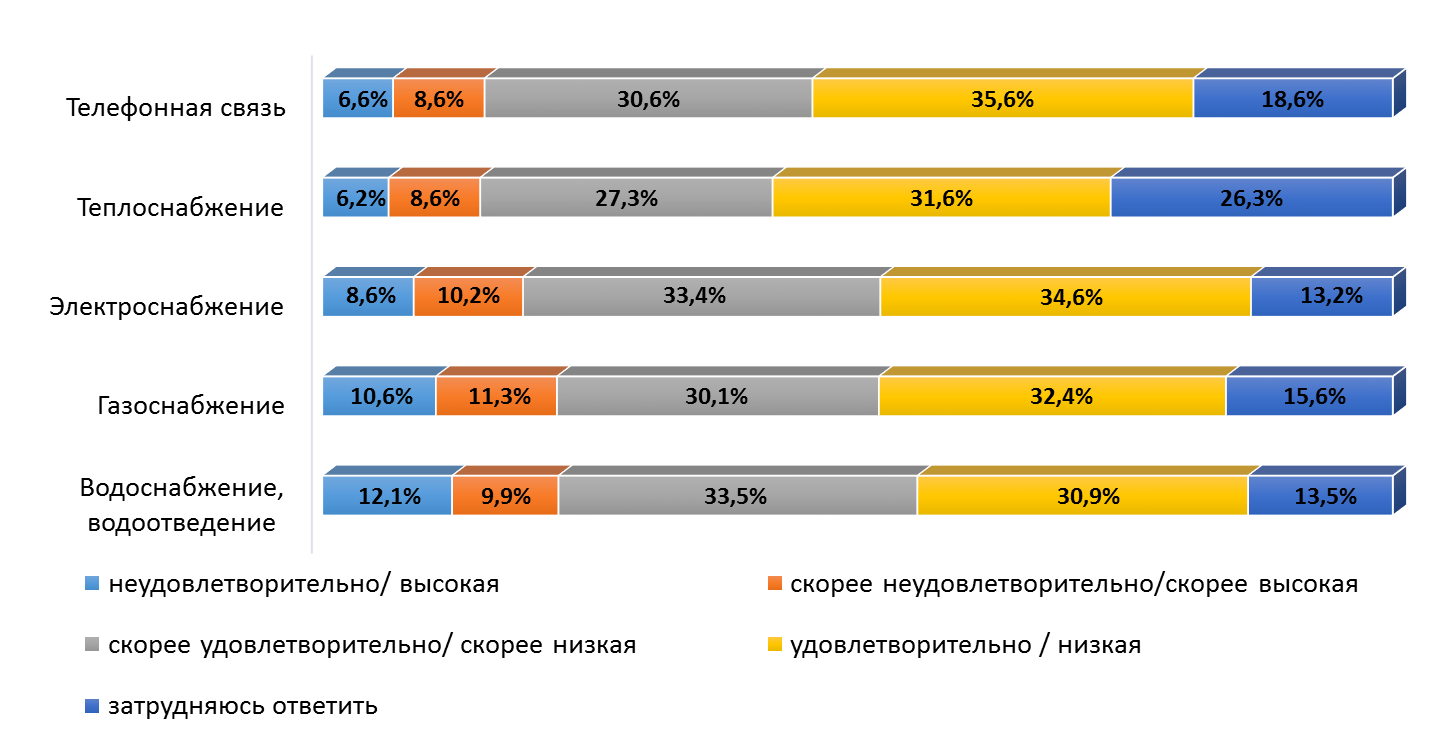 Телефонная связь
6,6% 8,6% 30,6% 35,6% 18,6%
Теплоснабжение
6,2% 8,6% 27,3% 31,6% 26,3%
Электроснабжение
8,6% 10,2% 33,4% 34,6% 13,2%
Газоснабжение
10,6% 11,3% 30,1% 32,4% 15,6%
Водоснабжение,
водоотведение
12,1% 9,9% 33,5% 30,9% 13,5%
неудовлетворительно/ высокая
скорее неудовлетворительно/скорее высокая
скорее удовлетворительно/ скорее низкая
удовлетворительно / низкая
затрудняюсь ответить